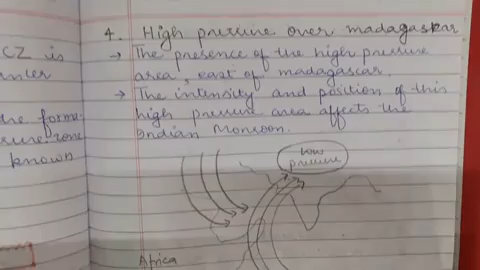 CZ is
the forma-
known
4. High pressure over madagaskar
→ The presence of the high pressure
area, east of madagascar.
→ The intensity and position of this
high pressure area affects the
Indian Monsoon.
Low
pressure
Africa